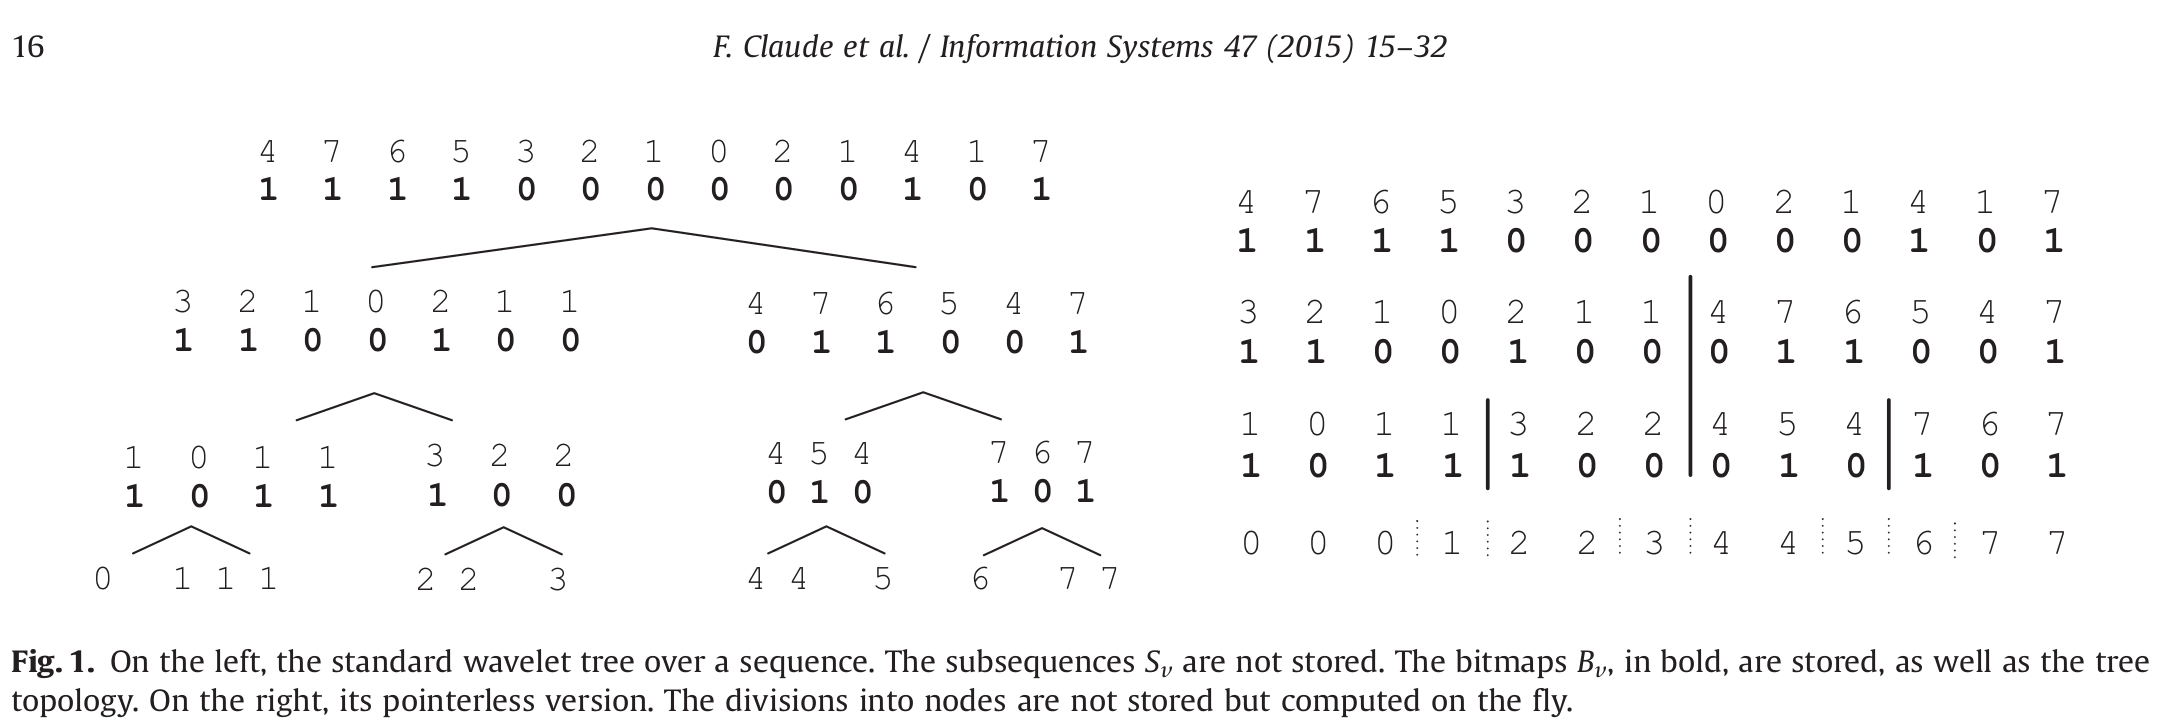 16
F. Claude et al. / Information Systems 47 (2015) 15–32
4 7 6 5 3 2 1 0 2 1 4 1 7
1 1 1 1 0 0 0 0 0 0 1 0 1
3 2 1 0 2 1 1 4 7 6 5 4 7
1 1 0 0 1 0 0 0 1 1 0 0 1
1 0 1 1 3 2 2 4 5 4 7 6 7
1 0 1 1 1 0 0 0 1 0 1 0 1
0 1 1 1 2 2 3 4 4 5 6 7 7
4 7 6 5 3 2 1 0 2 1 4 1 7
1 1 1 1 0 0 0 0 0 0 1 0 1
3 2 1 0 2 1 1 4 7 6 5 4 7
1 1 0 0 1 0 0 0 1 1 0 0 1
1 0 1 1 3 2 2 4 5 4 7 6 7
1 0 1 1 1 0 0 0 1 0 1 0 1
0 0 0 1 2 2 3 4 4 5 6 7 7
Fig. 1. On the left, the standard wavelet tree over a sequence. The subsequences Sν are not stored. The bitmaps Bν, in bold, are stored, as well as the tree
topology. On the right, its pointerless version. The divisions into nodes are not stored but computed on the fly.